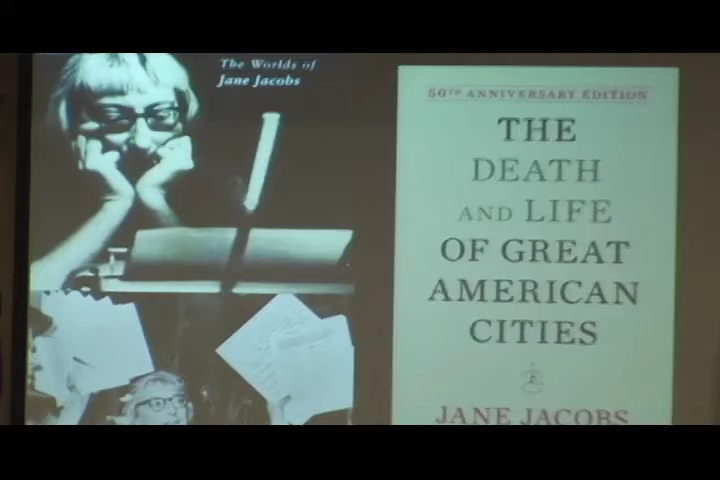 The Worlds of
Jane Jacobs
50TH ANNIVERSARY EDITION
THE
DEATH
AND LIFE
OF GREAT
AMERICAN
CITIES
JANE JACOBS